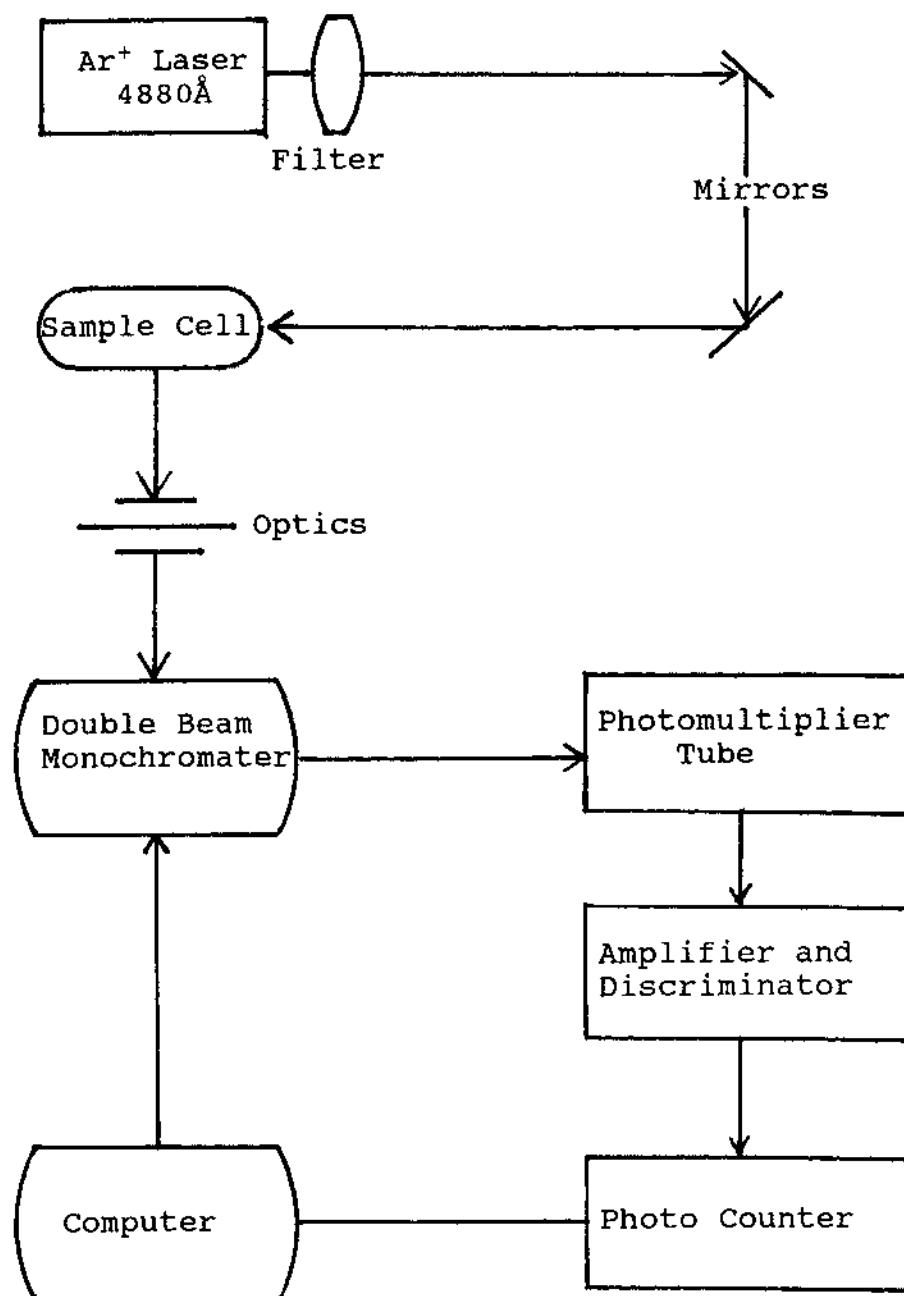 Ar⁺ Laser
4880Å
Filter
Mirrors
Sample Cell
Optics
Double Beam
Monochromater
Photomultiplier
Tube
Amplifier and
Discriminator
Computer
Photo Counter